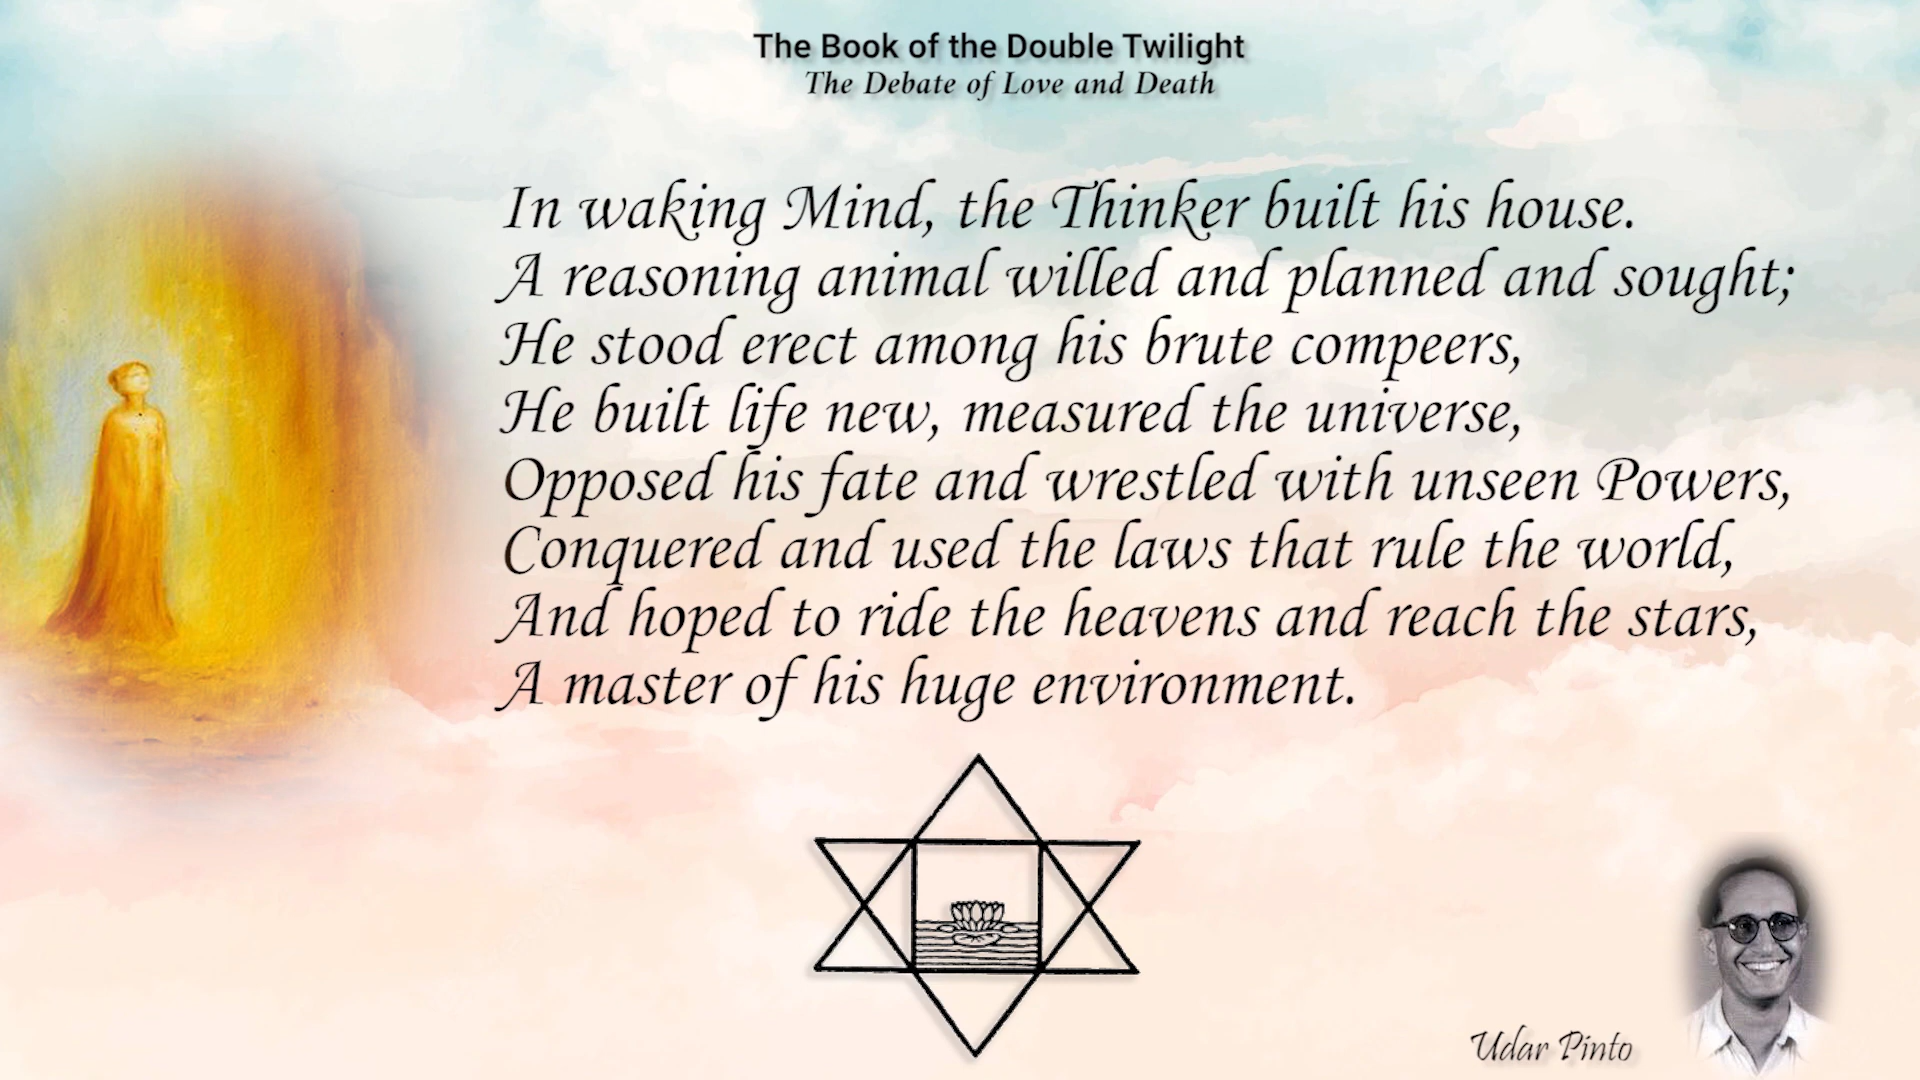 The Book of the Double Twilight
The Debate of Love and Death
In waking Mind, the Thinker built his house.
A reasoning animal willed and planned and sought;
He stood erect among his brute compeers,
He built life new, measured the universe,
Opposed his fate and wrestled with unseen Powers,
Conquered and used the laws that rule the world,
And hoped to ride the heavens and reach the stars,
A master of his huge environment.
Udar Pinto